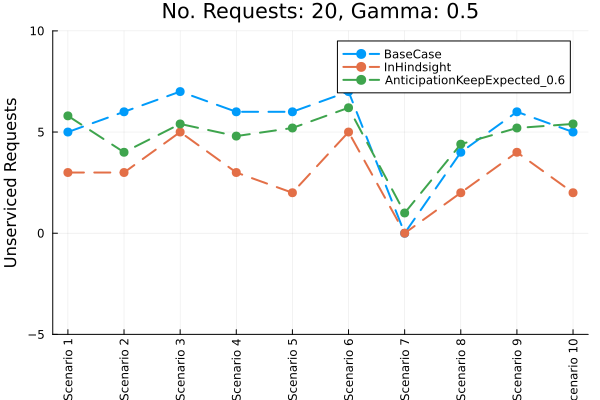 No. Requests: 20, Gamma: 0.5
10
BaseCase
InHindsight
AnticipationKeepExpected_0.6
Unserviced Requests
5
0
−5
Scenario 1
Scenario 2
Scenario 3
Scenario 4
Scenario 5
Scenario 6
Scenario 7
Scenario 8
Scenario 9
cenario 10